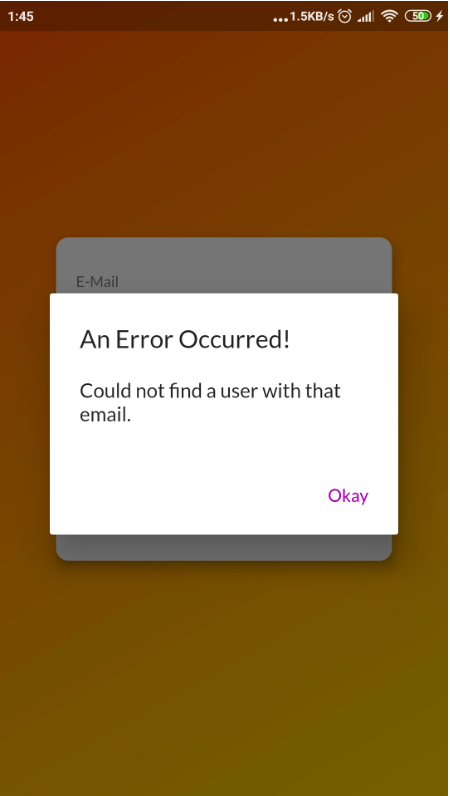 1:45 ...1.5KB/s 50
E-Mail
An Error Occurred!
Could not find a user with that
email.
Okay